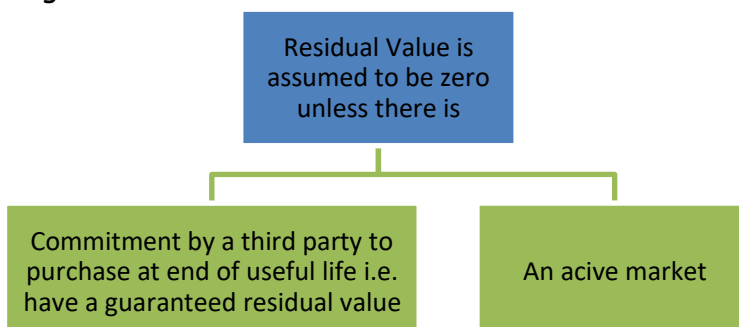 Residual Value is
assumed to be zero
unless there is
Commitment by a third party to
purchase at end of useful life i.e.
have a guaranteed residual value
An acive market